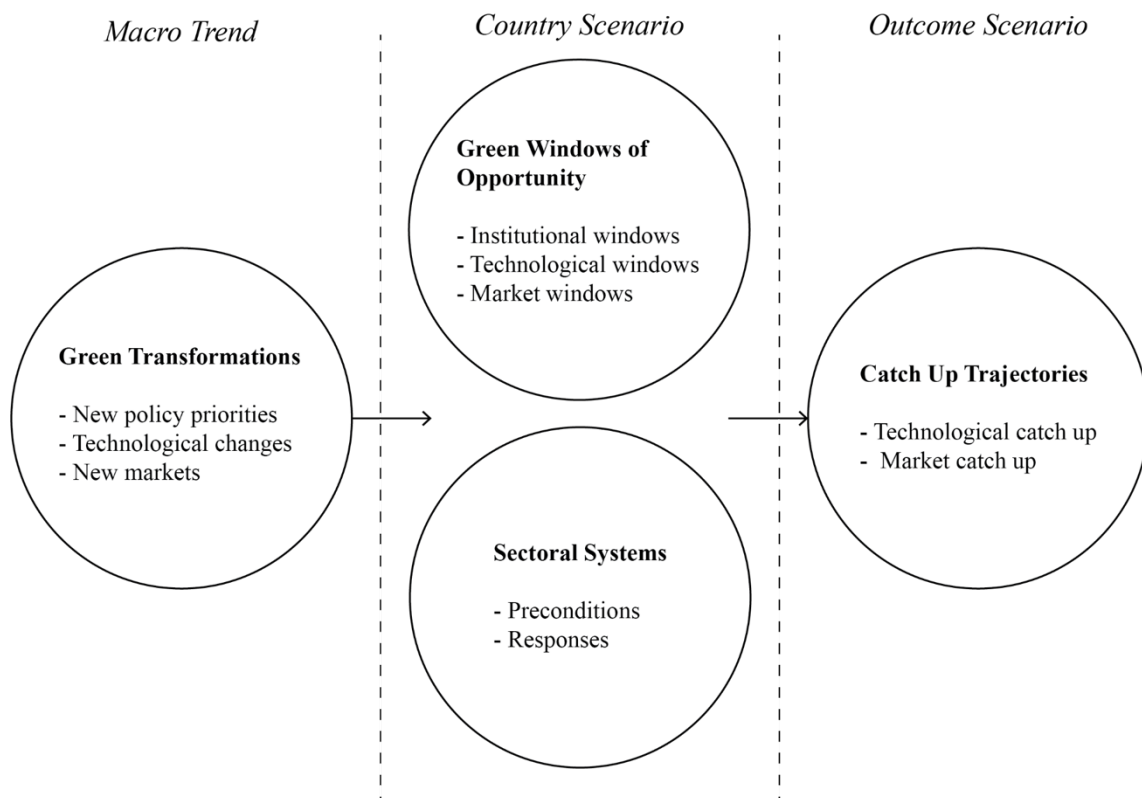 Macro Trend
Country Scenario
Outcome Scenario
Green Windows of
Opportunity
- Institutional windows
- Technological windows
- Market windows
Green Transformations
- New policy priorities
- Technological changes
- New markets
Sectoral Systems
- Preconditions
- Responses
Catch Up Trajectories
- Technological catch up
- Market catch up